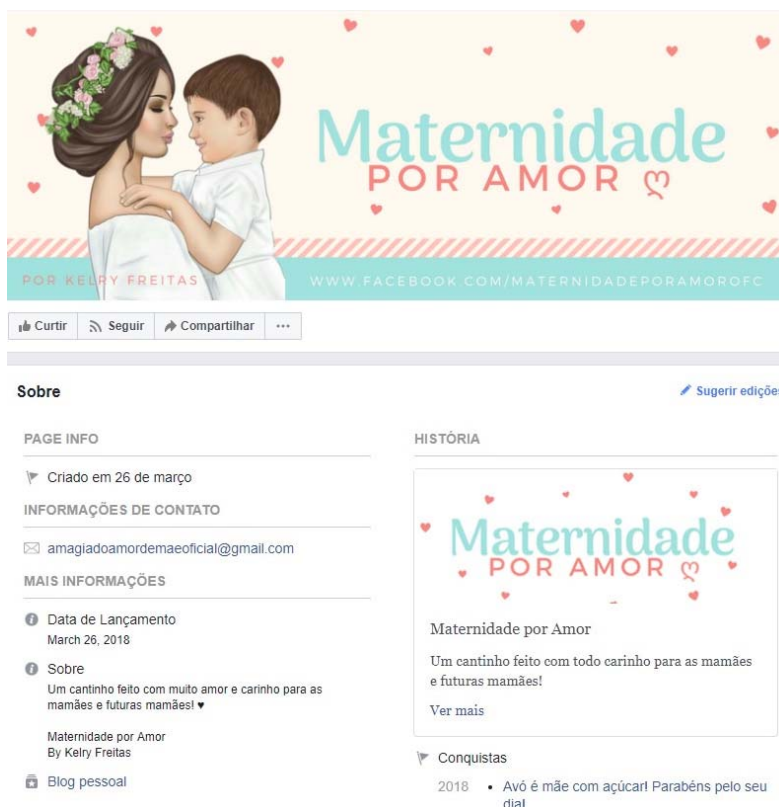 Maternidade
POR AMOR ღ
POR KELRY FREITAS
WWW.FACEBOOK.COM/MATERNIDADEPORAMOROFC
Curtir Seguir Compartilhar ...
Sobre
Sugerir edições
PAGE INFO
Criado em 26 de março
INFORMAÇÕES DE CONTATO
amagiadoamordemaeoficial@gmail.com
MAIS INFORMAÇÕES
Data de Lançamento
March 26, 2018
Sobre
Um cantinho feito com muito amor e carinho para as
mamães e futuras mamães! ♥
Maternidade por Amor
By Kelry Freitas
Blog pessoal
HISTÓRIA
Maternidade
POR AMOR ღ
Maternidade por Amor
Um cantinho feito com todo carinho para as mamães
e futuras mamães!
Ver mais
Conquistas
2018 • Avó é mãe com açúcar! Parabéns pelo seu
dia!